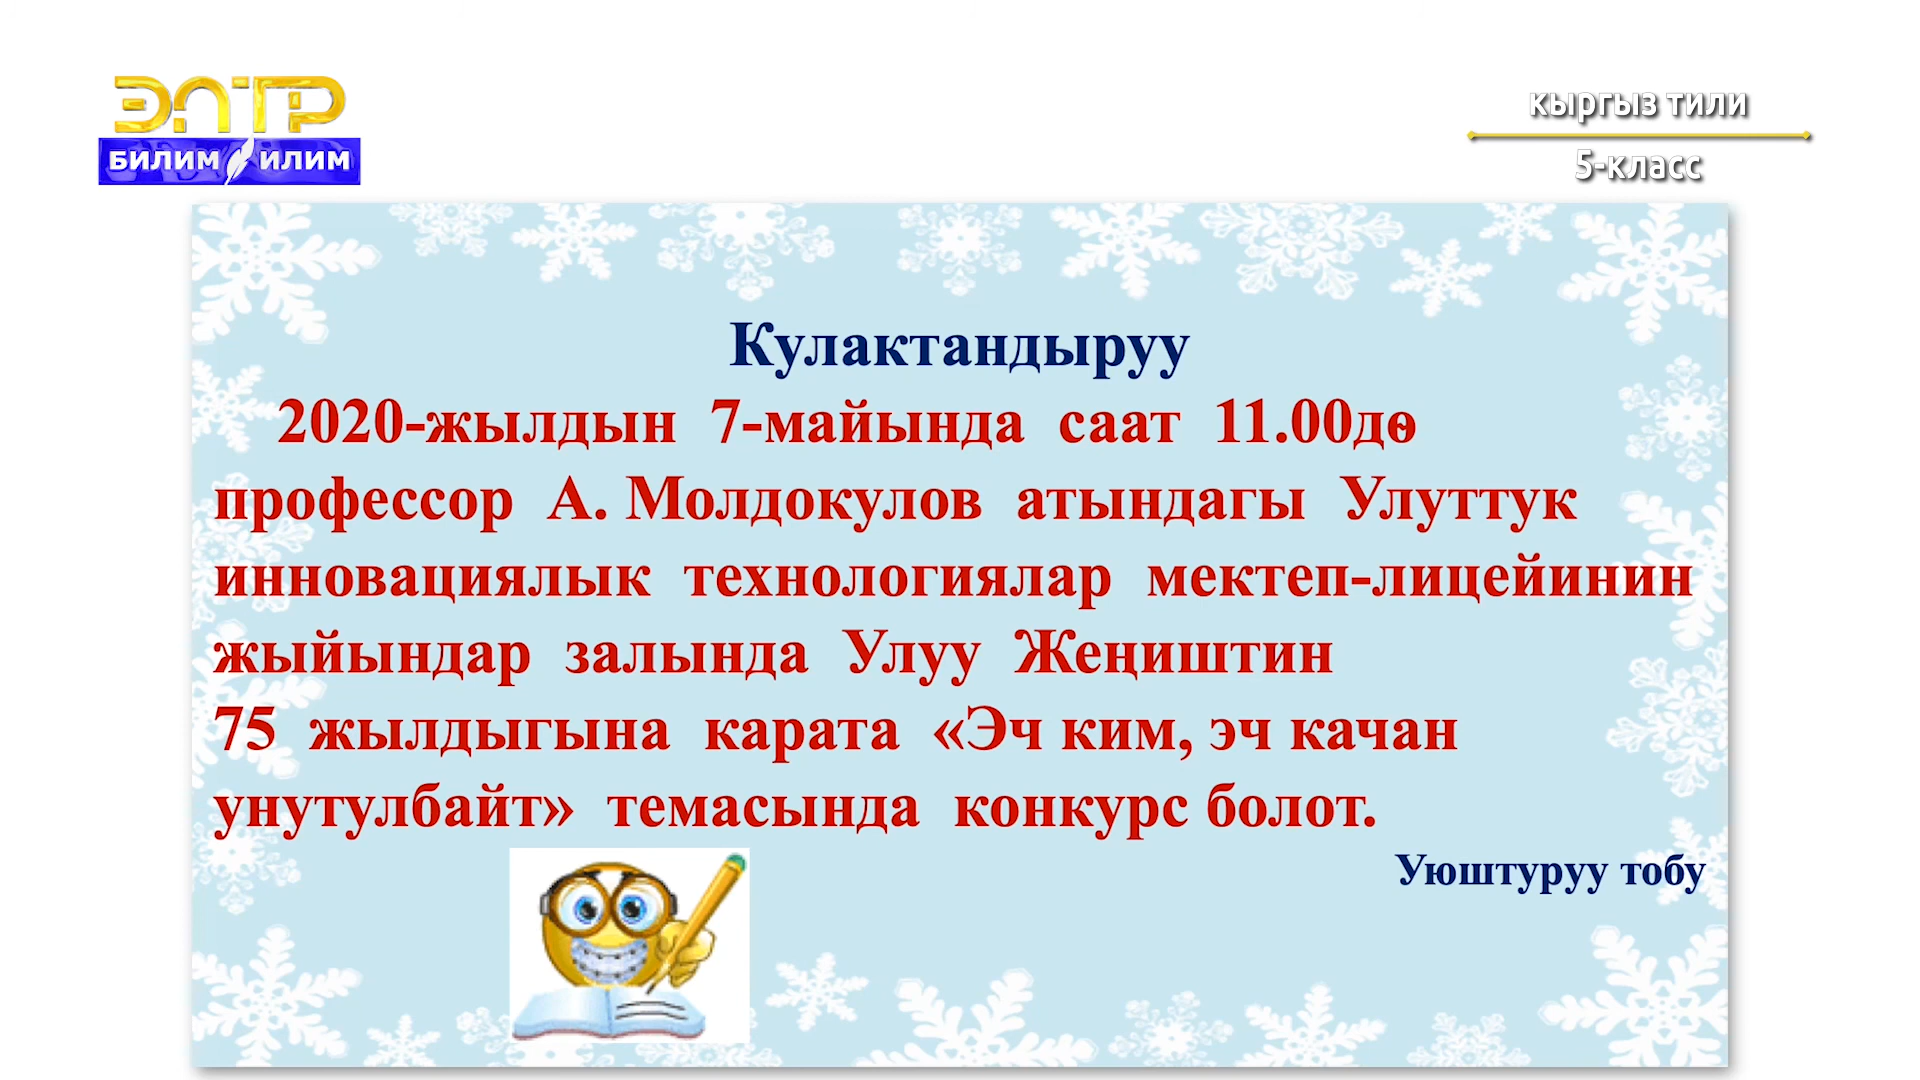 ЭЛТР
БИЛИМ ИЛИМ
кыргыз тили
5-класс
Кулактандыруу
2020-жылдын 7-майында саат 11.00дө
профессор А. Молдокулов атындагы Улуттук
инновациялык технологиялар мектеп-лицейинин
жыйындар залында Улуу Жеңиштин
75 жылдыгына карата «Эч ким, эч качан
унутулбайт» темасында конкурс болот.
Уюштуруу тобу